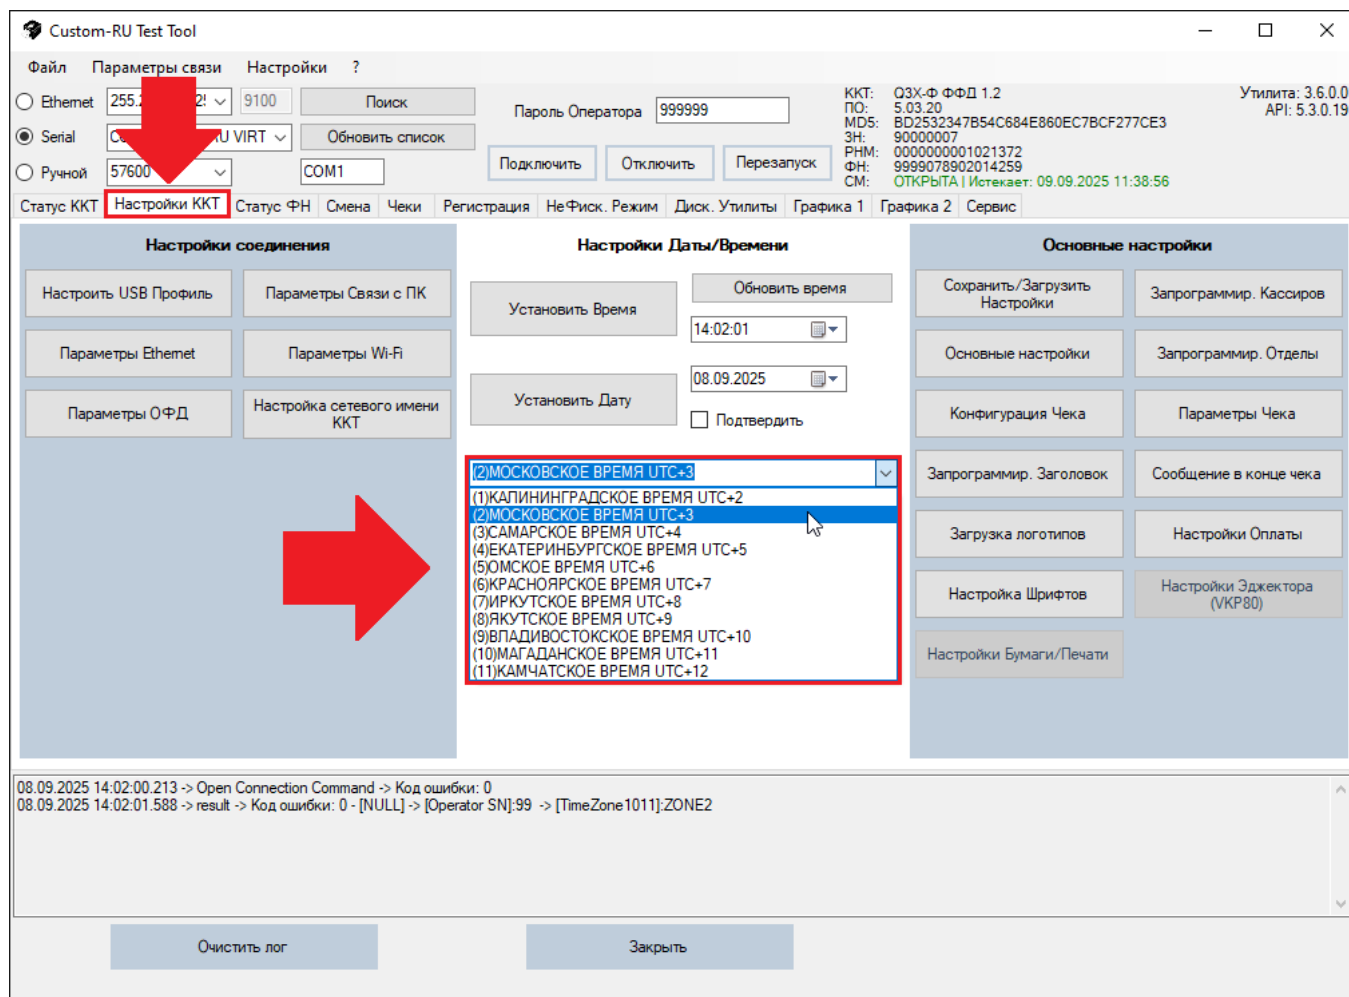 Custom-RU Test Tool
Файл Параметры связи Настройки ?
Ethernet 255.2 9100 Поиск
Serial RU VIRT Обновить список
Ручной 57600 COM1
Пароль Оператора 999999
Подключить Отключить Перезапуск
ККТ: Q3X-Ф ФФД 1.2
ПО: 5.03.20
MD5: BD2532347B54C684E860EC7BCF277CE3
ЗН: 90000007
РНМ: 0000000001021372
ФН: 9999078902014259
СМ: ОТКРЫТА | Истекает: 09.09.2025 11:38:56
Утилита: 3.6.0.0
API: 5.3.0.19
Статус ККТ Настройки ККТ Статус ФН Смена Чеки Регистрация НеФиск. Режим Диск. Утилиты Графика 1 Графика 2 Сервис
Настройки соединения
Настроить USB Профиль Параметры Связи с ПК
Параметры Ethernet Параметры Wi-Fi
Параметры ОФД Настройка сетевого имени
ККТ
Настройки Даты/Времени
Установить Время Обновить время
14:02:01
Установить Дату 08.09.2025
Подтвердить
(2)МОСКОВСКОЕ ВРЕМЯ UTC+3
(1)КАЛИНИНГРАДСКОЕ ВРЕМЯ UTC+2
(2)МОСКОВСКОЕ ВРЕМЯ UTC+3
(3)САМАРСКОЕ ВРЕМЯ UTC+4
(4)ЕКАТЕРИНБУРГСКОЕ ВРЕМЯ UTC+5
(5)ОМСКОЕ ВРЕМЯ UTC+6
(6)КРАСНОЯРСКОЕ ВРЕМЯ UTC+7
(7)ИРКУТСКОЕ ВРЕМЯ UTC+8
(8)ЯКУТСКОЕ ВРЕМЯ UTC+9
(9)ВЛАДИВОСТОКСКОЕ ВРЕМЯ UTC+10
(10)МАГАДАНСКОЕ ВРЕМЯ UTC+11
(11)КАМЧАТСКОЕ ВРЕМЯ UTC+12
Основные настройки
Сохранить/Загрузить
Настройки
Запрограммир. Кассиров
Основные настройки Запрограммир. Отделы
Конфигурация Чека Параметры Чека
Запрограммир. Заголовок Сообщение в конце чека
Загрузка логотипов Настройки Оплаты
Настройка Шрифтов Настройки Эджектора
(VKP80)
Настройки Бумаги/Печати
08.09.2025 14:02:00.213 -> Open Connection Command -> Код ошибки: 0
08.09.2025 14:02:01.588 -> result -> Код ошибки: 0 - [NULL] -> [Operator SN]:99 -> [TimeZone1011]:ZONE2
Очистить лог Закрыть